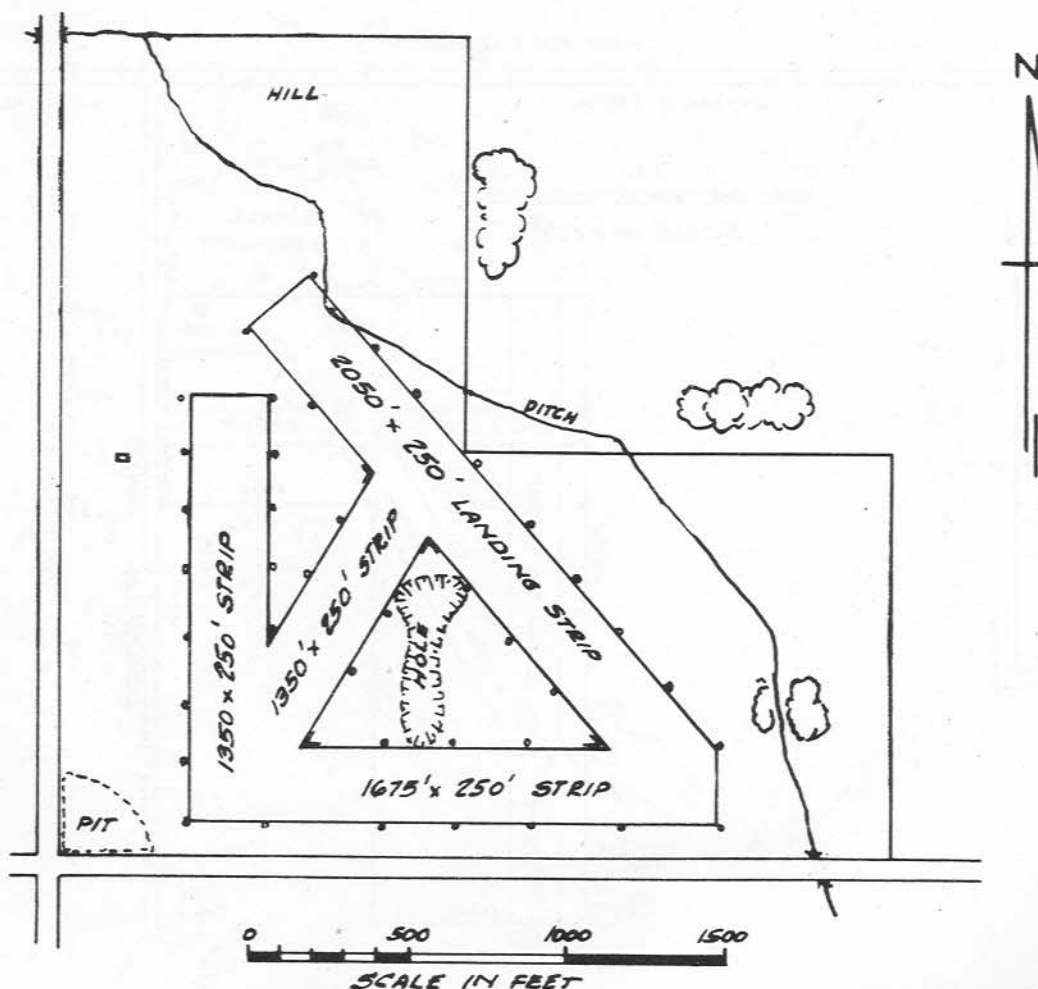 N
HILL
2050' x 250' LANDING STRIP
DITCH
1350 x 250' STRIP
1350' x 250' STRIP
HOLE
1675' x 250' STRIP
PIT
0 500 1000 1500
SCALE IN FEET